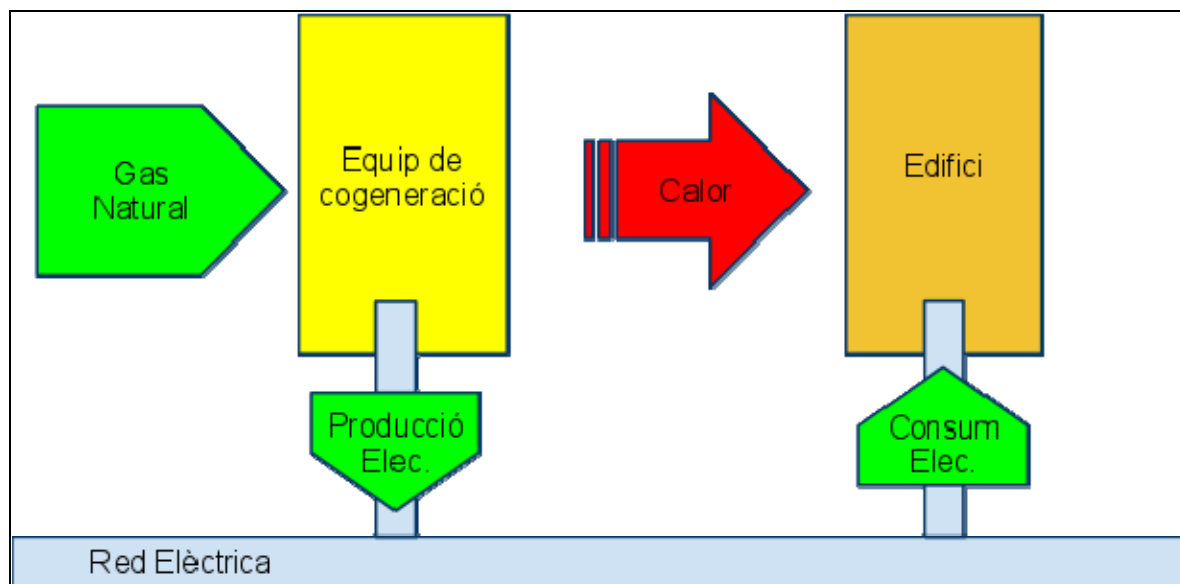 Gas
Natural
Equip de
cogeneració
Calor
Edifici
Producció
Elec.
Consum
Elec.
Red Elèctrica